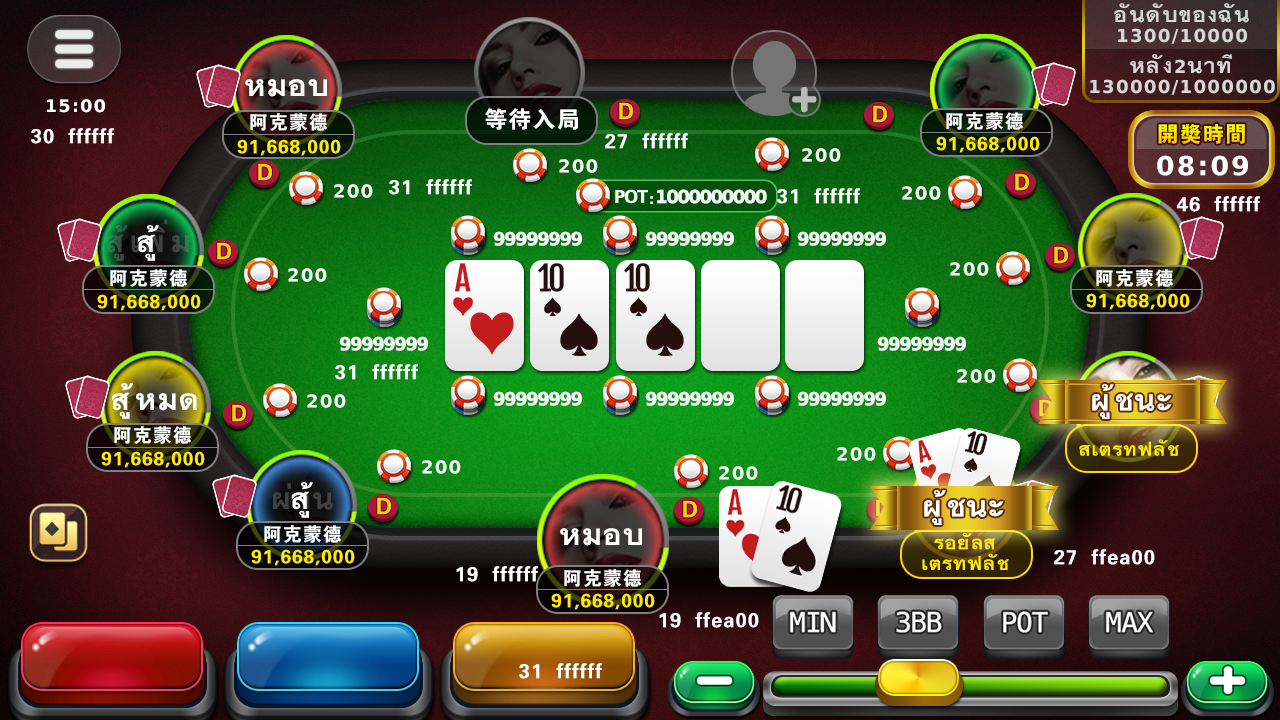 อันดับของฉัน
1300/10000
หลัง2นาที
130000/1000000
開獎時間
08:09
46 ffffff
15:00
30 ffffff
หมอบ
阿克蒙德
91,668,000
等待入局
D
27 ffffff
D
阿克蒙德
91,668,000
D
200
31 ffffff
200
200
POT:1000000000
31 ffffff
200
D
สู้
阿克蒙德
91,668,000
D
200
99999999
99999999
99999999
200
D
阿克蒙德
91,668,000
A
10
10
99999999
31 ffffff
99999999
200
สู้หมด
阿克蒙德
91,668,000
D
200
99999999
99999999
99999999
D
ผู้ชนะ
สเตรทฟลัช
สู้น
阿克蒙德
91,668,000
D
200
200
200
A
10
D
A
10
ผู้ชนะ
รอยัลส
เตรทฟลัช
27 ffea00
หมอบ
阿克蒙德
91,668,000
19 ffffff
19 ffea00
MIN
3BB
POT
MAX
31 ffffff